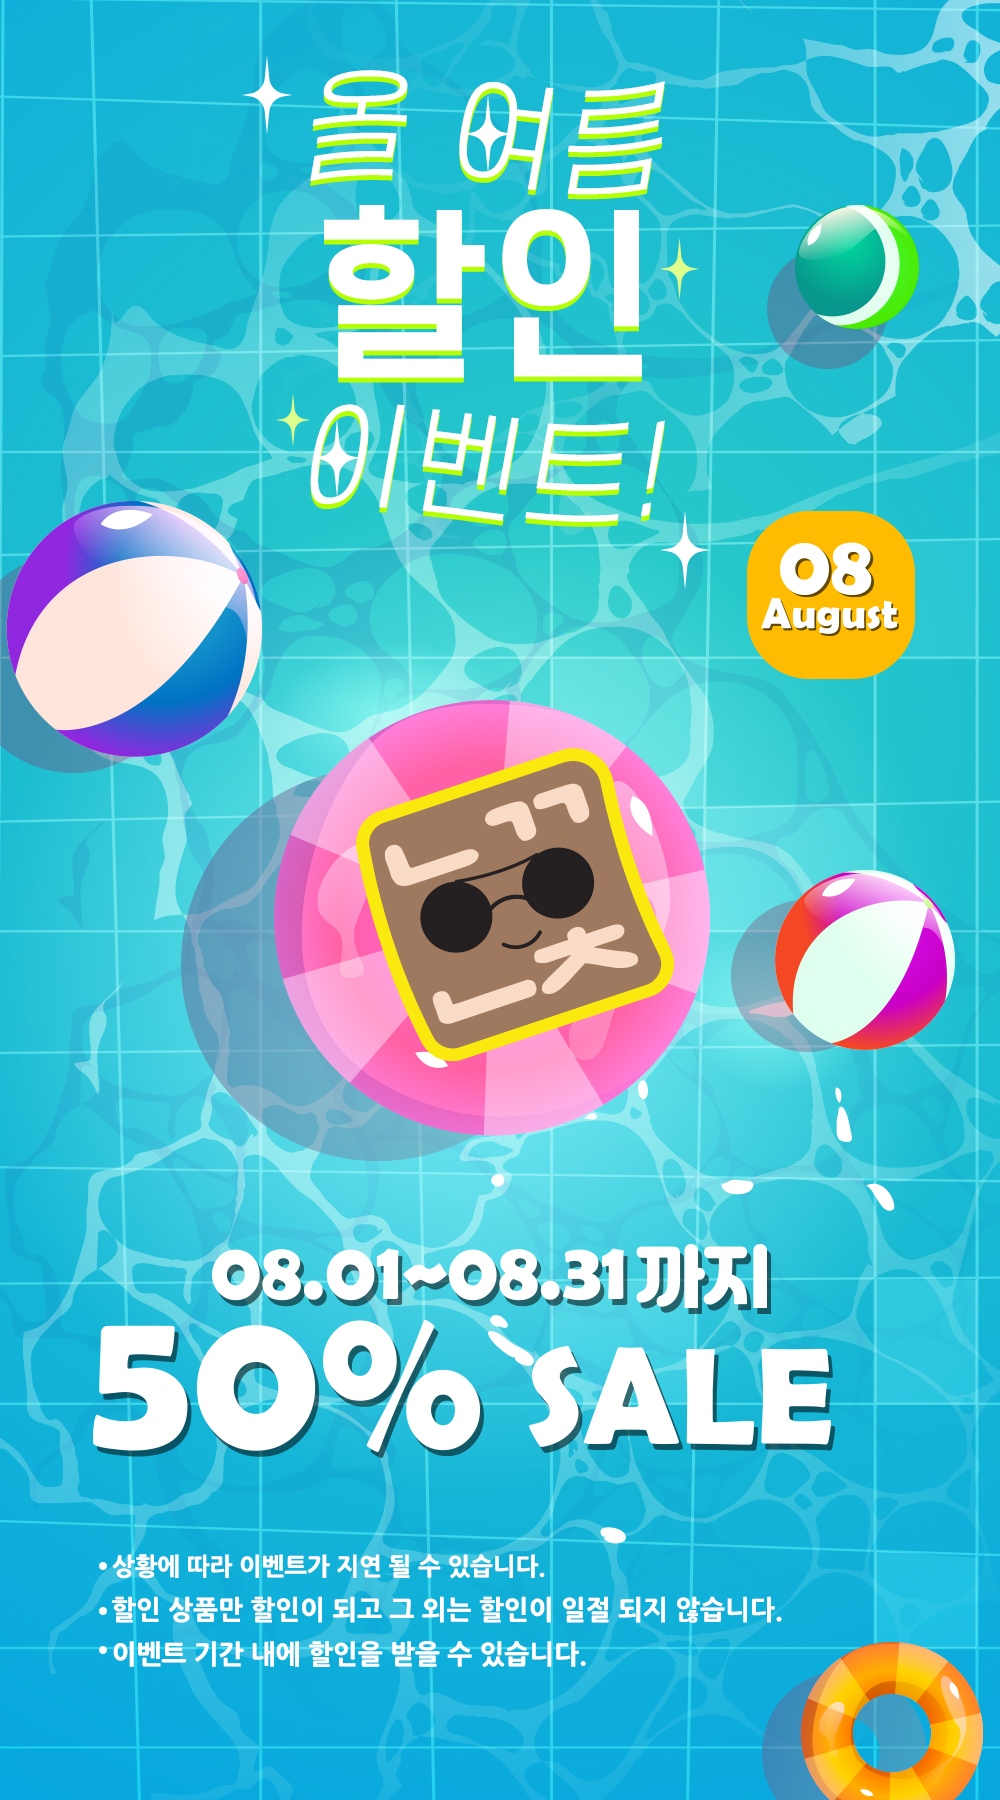 올 여름
할인
이벤트!
08
August
08.01~08.31까지
50% SALE
•상황에 따라 이벤트가 지연 될 수 있습니다.
•할인 상품만 할인이 되고 그 외는 할인이 일절 되지 않습니다.
•이벤트 기간 내에 할인을 받을 수 있습니다.